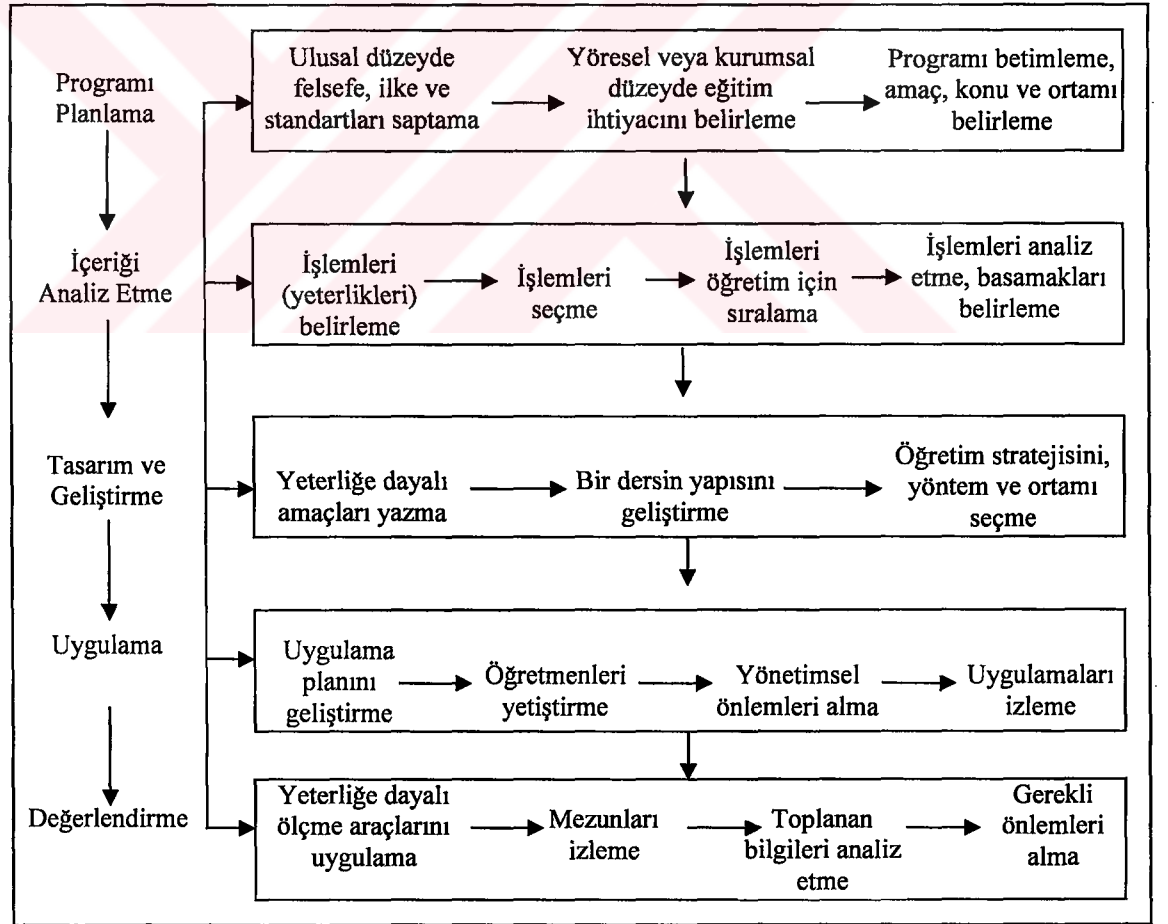 Programı
Planlama
Ulusal düzeyde
felsefe, ilke ve
standartları saptama
Yöresel veya kurumsal
düzeyde eğitim
ihtiyacını belirleme
Programı betimleme,
amaç, konu ve ortamı
belirleme
İçeriği
Analiz Etme
İşlemleri
(yeterlikleri)
belirleme
İşlemleri
seçme
İşlemleri
öğretim için
sıralama
İşlemleri analiz
etme, basamakları
belirleme
Tasarım ve
Geliştirme
Yeterliğe dayalı
amaçları yazma
Bir dersin yapısını
geliştirme
Öğretim stratejisini,
yöntem ve ortamı
seçme
Uygulama
Uygulama
planını
geliştirme
Öğretmenleri
yetiştirme
Yönetimsel
önlemleri alma
Uygulamaları
izleme
Değerlendirme
Yeterliğe dayalı
ölçme araçlarını
uygulama
Mezunları
izleme
Toplanan
bilgileri analiz
etme
Gerekli
önlemleri
alma